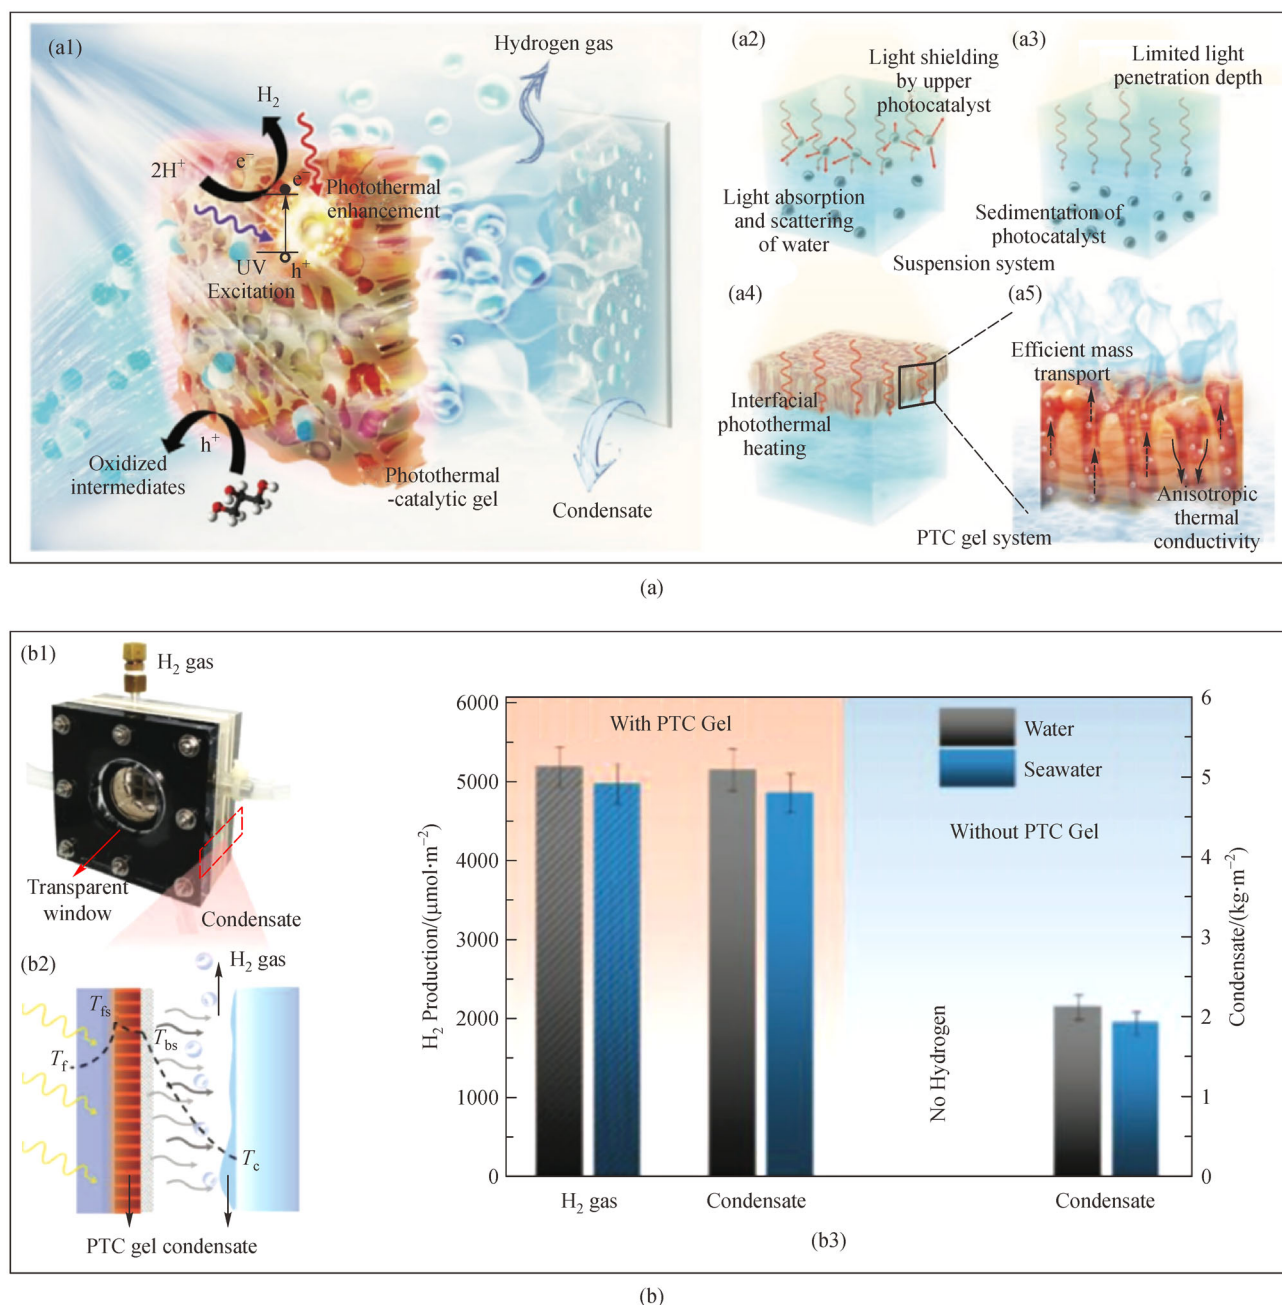 (a1)
Hydrogen gas
H₂
2H⁺
e⁻
e⁻
Photothermal
enhancement
UV
Excitation
h⁺
h⁺
Oxidized
intermediates
Photothermal
-catalytic gel
Condensate
(a2)
Light shielding
by upper
photocatalyst
Light absorption
and scattering
of water
(a3)
Limited light
penetration depth
Sedimentation of
photocatalyst
Suspension system
(a4)
Interfacial
photothermal
heating
PTC gel system
(a5)
Efficient mass
transport
Anisotropic
thermal
conductivity
(a)
(b1)
H₂ gas
Transparent
window
Condensate
(b2)
H₂ gas
T_fs
T_bs
T_f
T_c
PTC gel condensate
H₂ Production/(μmol·m⁻²)
6000
5000
4000
3000
2000
1000
0
With PTC Gel
Water
Seawater
Without PTC Gel
No Hydrogen
6
5
4
3
2
1
0
Condensate/(kg·m⁻²)
H₂ gas
Condensate
Condensate
(b3)
(b)